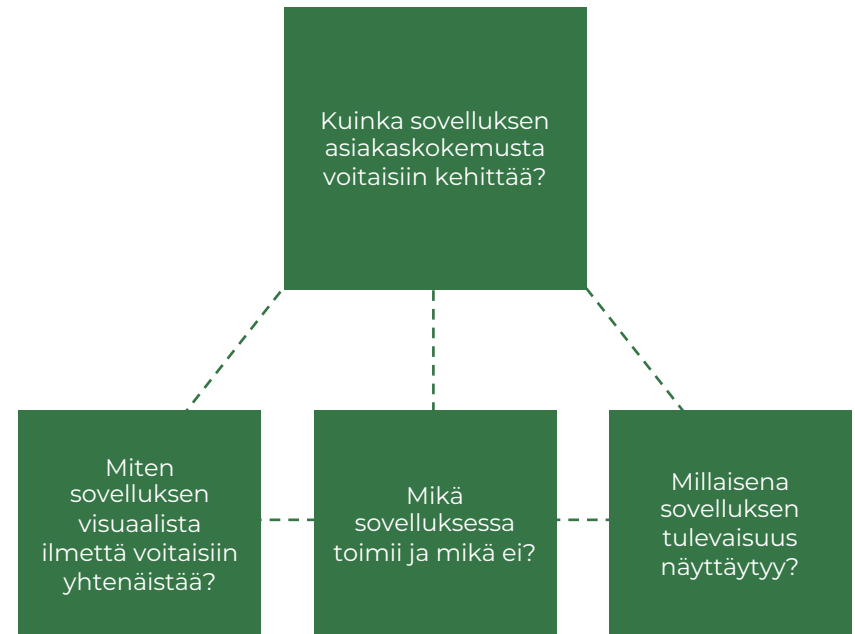 Kuinka sovelluksen
asiakaskokemusta
voitaisiin kehittää?
Miten
sovelluksen
visuaalista
ilmettä voitaisiin
yhtenäistää?
Mikä
sovelluksessa
toimii ja mikä ei?
Millaisena
sovelluksen
tulevaisuus
näyttäytyy?